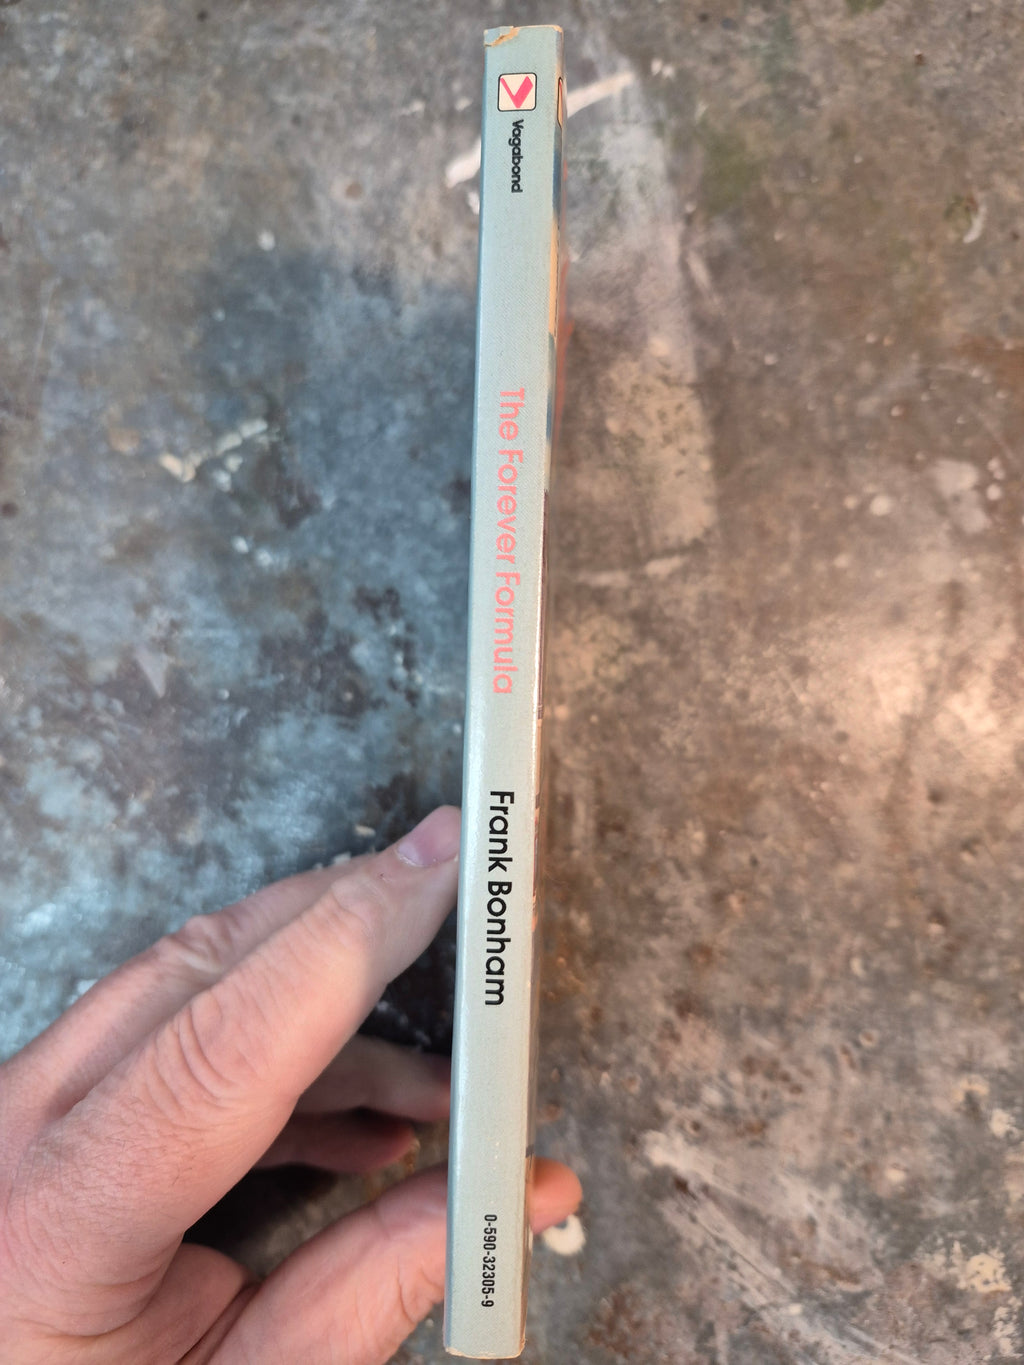 Vagabond
The Forever Formula
Frank Bonham
0-590-32305-9